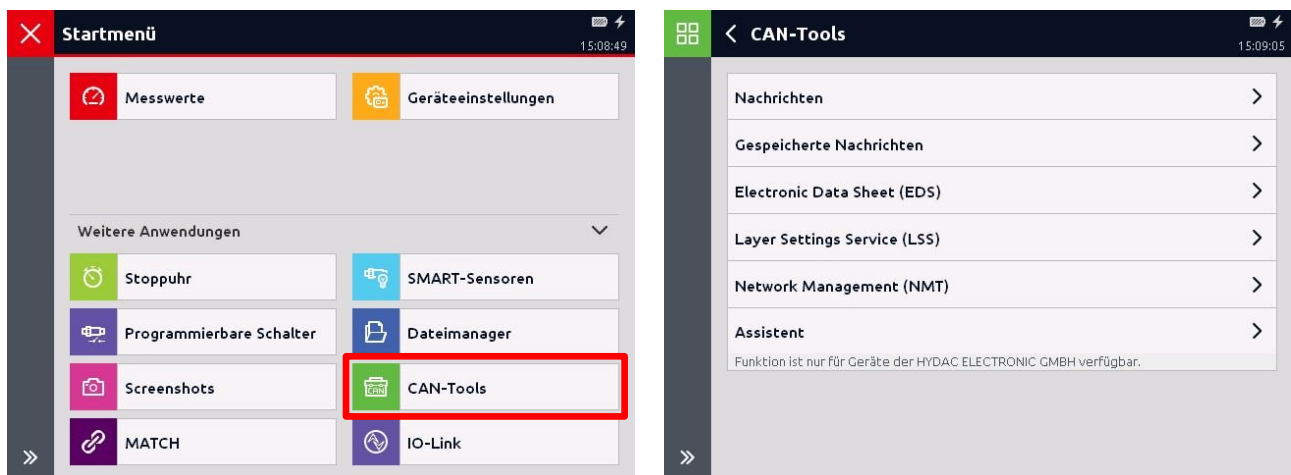 Startmenü
15:08:49
Messwerte
Geräteeinstellungen
Weitere Anwendungen
Stoppuhr
SMART-Sensoren
Programmierbare Schalter
Dateimanager
Screenshots
CAN
CAN-Tools
MATCH
IO-Link
CAN-Tools
15:09:05
Nachrichten
Gespeicherte Nachrichten
Electronic Data Sheet (EDS)
Layer Settings Service (LSS)
Network Management (NMT)
Assistent
Funktion ist nur für Geräte der HYDAC ELECTRONIC GMBH verfügbar.